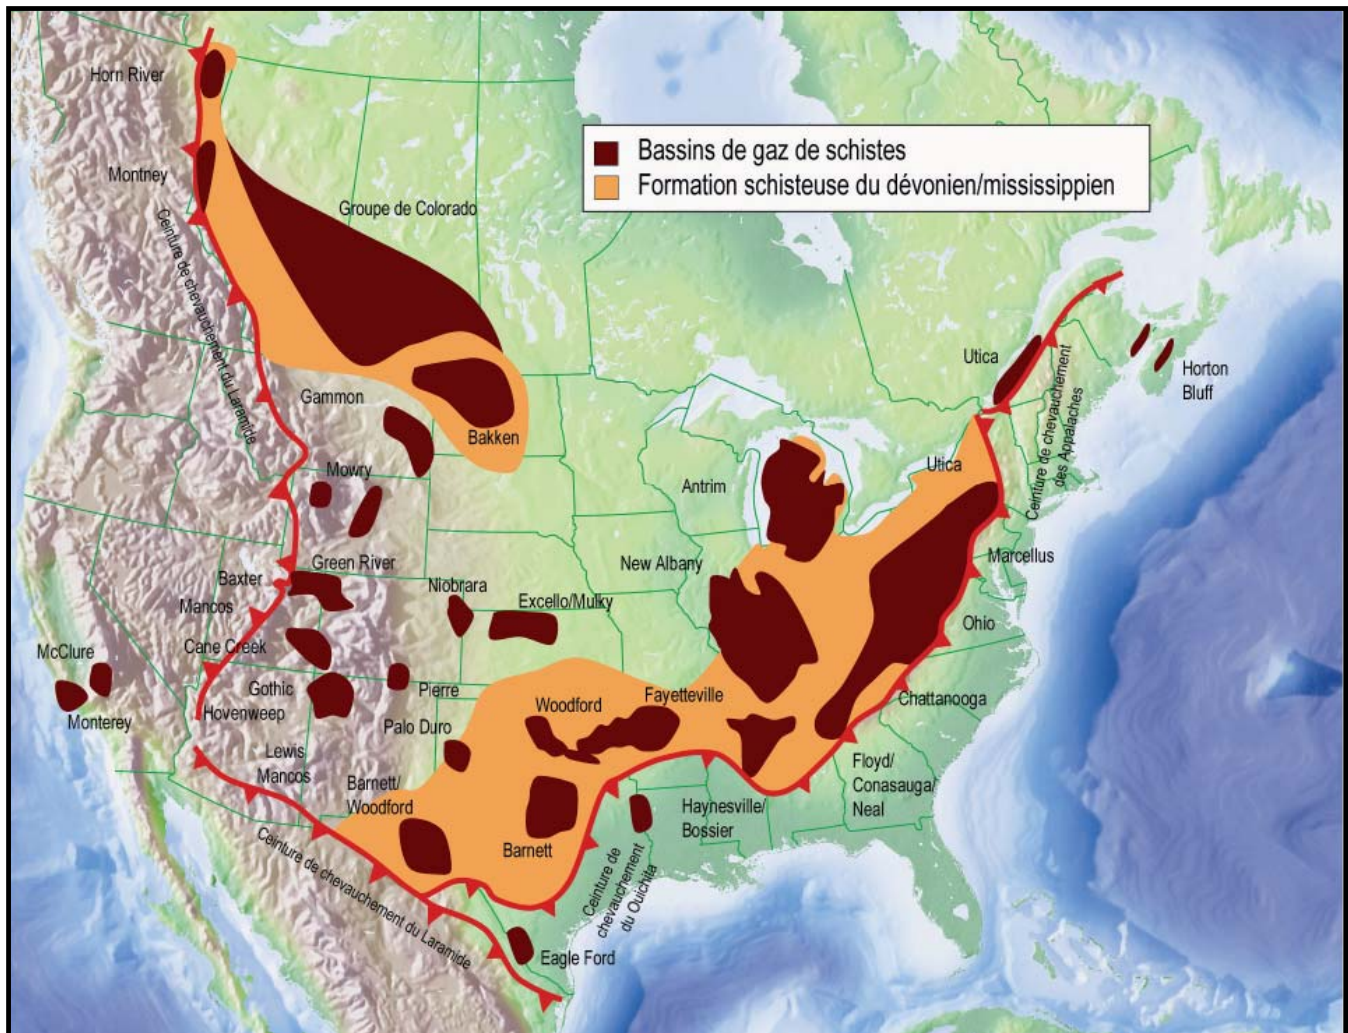 Horn River
Bassins de gaz de schistes
Formation schisteuse du dévonien/mississippien
Montney
Groupe de Colorado
Ceinture de chevauchement du Laramide
Utica
Horton
Bluff
Ceinture de chevauchement
des Appalaches
Gammon
Bakken
Mowry
Utica
Antrim
Marcellus
Green River
New Albany
Baxter
Niobrara
Mancos
Excello/Mulky
Ohio
Cane Creek
McClure
Gothic
Pierre
Fayetteville
Chattanooga
Hovenweep
Monterey
Woodford
Palo Duro
Lewis
Mancos
Floyd/
Conasauga/
Neal
Barnett/
Woodford
Haynesville/
Bossier
Barnett
Ceinture de chevauchement du Laramide
Ceinture de
chevauchement
du Ouichita
Eagle Ford